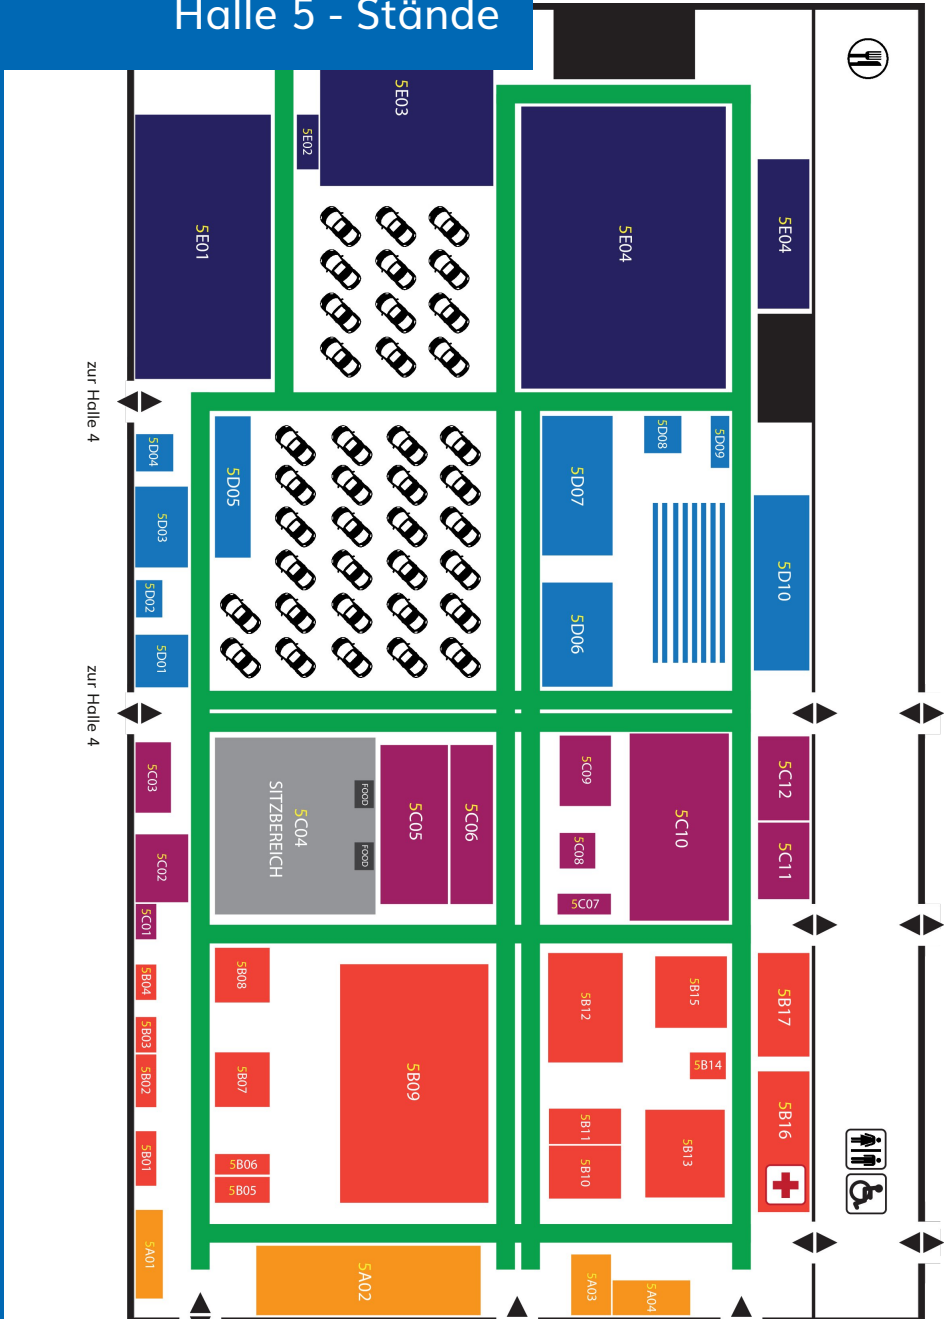 Halle 5 - Stände
5E03
5E02
5E01
5E04
5E04
zur Halle 4
5D04
5D05
5D07
5D08
5D09
5D03
5D10
5D02
5D06
5D01
zur Halle 4
5C03
FOOD
5C09
5C12
5C04
SITZBEREICH
5C05
5C06
5C10
FOOD
5C08
5C11
5C02
5C07
5C01
5B04
5B08
5B12
5B15
5B17
5B03
5B02
5B07
5B09
5B14
5B11
5B16
5B01
5B06
5B05
5B10
5B13
5A01
5A02
5A03
5A04